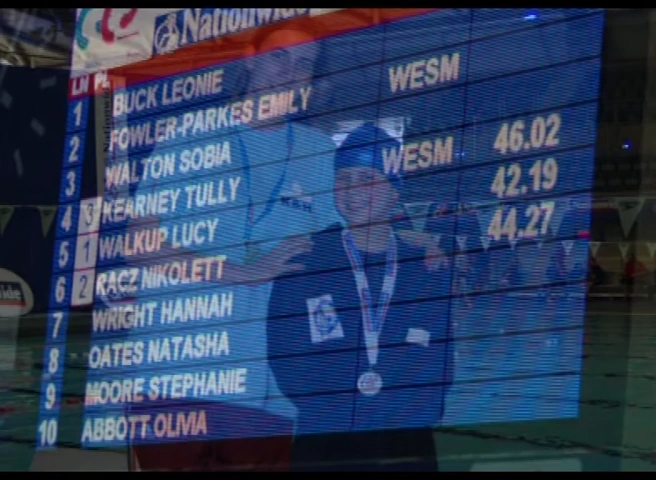 Nationwide
LN PL
1 BUCK LEONIE
2 FOWLER-PARKES EMILY WESM
3 WALTON SOBIA
4 3 KEARNEY TULLY WESM 46.02
5 1 WALKUP LUCY 42.19
6 2 RACZ NIKOLETT 44.27
7 WRIGHT HANNAH
8 OATES NATASHA
9 MOORE STEPHANIE
10 ABBOTT OLIVIA